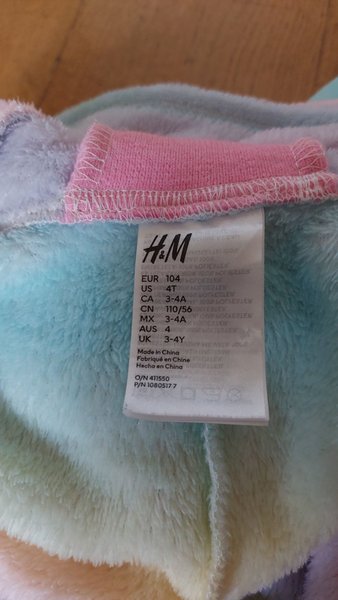 H&M
EUR 104
US 4T
CA 3-4A
CN 110/56
MX 3-4A
AUS 4
UK 3-4Y
Made in China
Fabriqué en Chine
Hecho en China
O/N 411550
P/N 1080517-7